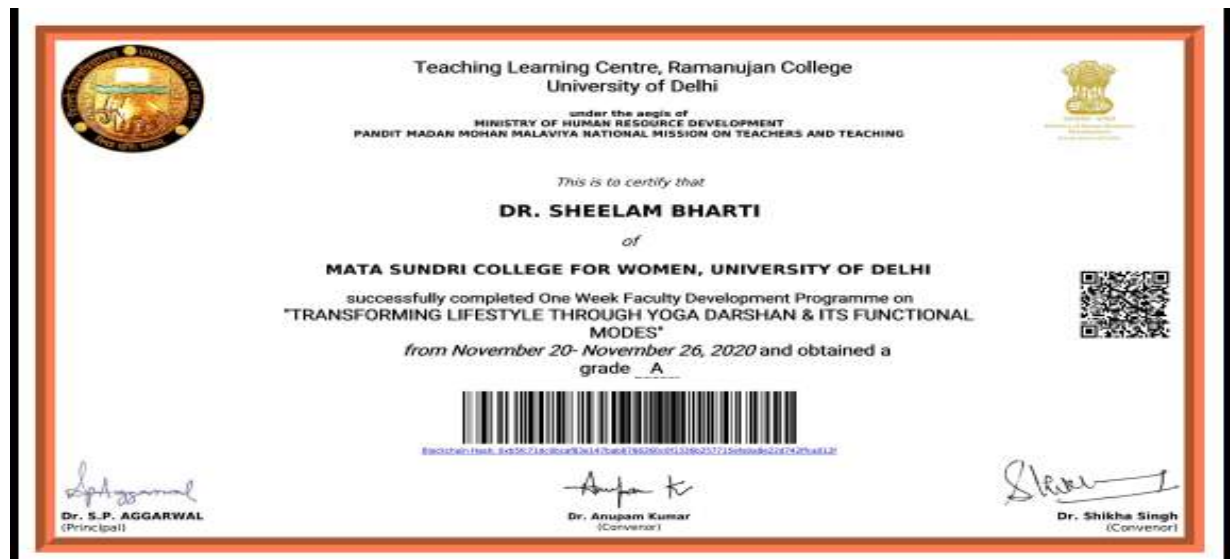 Teaching Learning Centre, Ramanujan College
University of Delhi
under the aegis of
MINISTRY OF HUMAN RESOURCE DEVELOPMENT
PANDIT MADAN MOHAN MALAVIYA NATIONAL MISSION ON TEACHERS AND TEACHING
This is to certify that
DR. SHEELAM BHARTI
of
MATA SUNDRI COLLEGE FOR WOMEN, UNIVERSITY OF DELHI
successfully completed One Week Faculty Development Programme on
"TRANSFORMING LIFESTYLE THROUGH YOGA DARSHAN & ITS FUNCTIONAL
MODES"
from November 20- November 26, 2020 and obtained a
grade A
Blockchain Hash:
Dr. S.P. AGGARWAL
(Principal)
Dr. Anupam Kumar
(Convenor)
Dr. Shikha Singh
(Convenor)